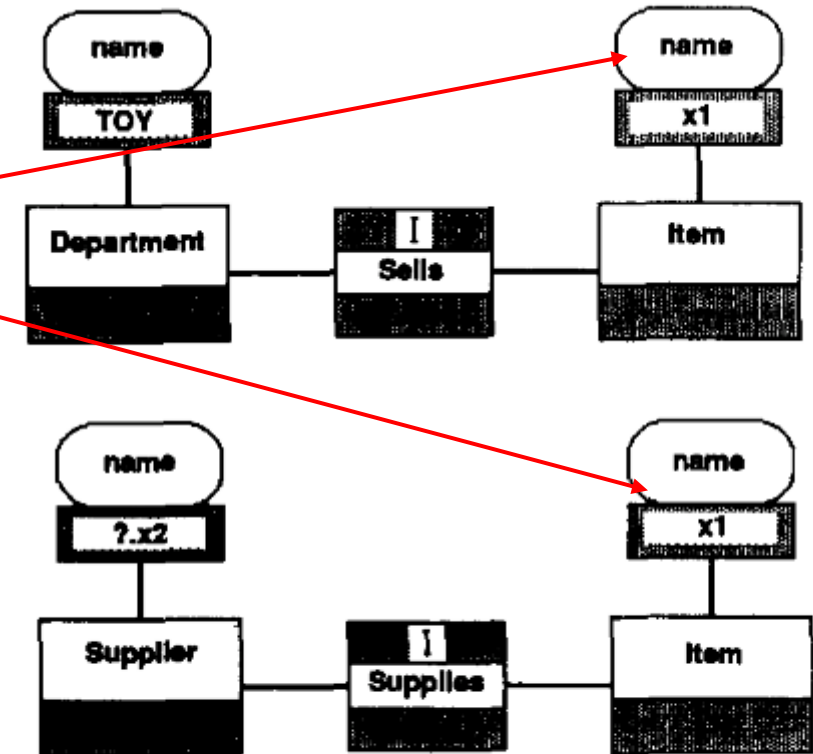 name
name
TOY
x1
Department
I
Sells
Item
name
name
?.x2
x1
Supplier
I
Supplies
Item